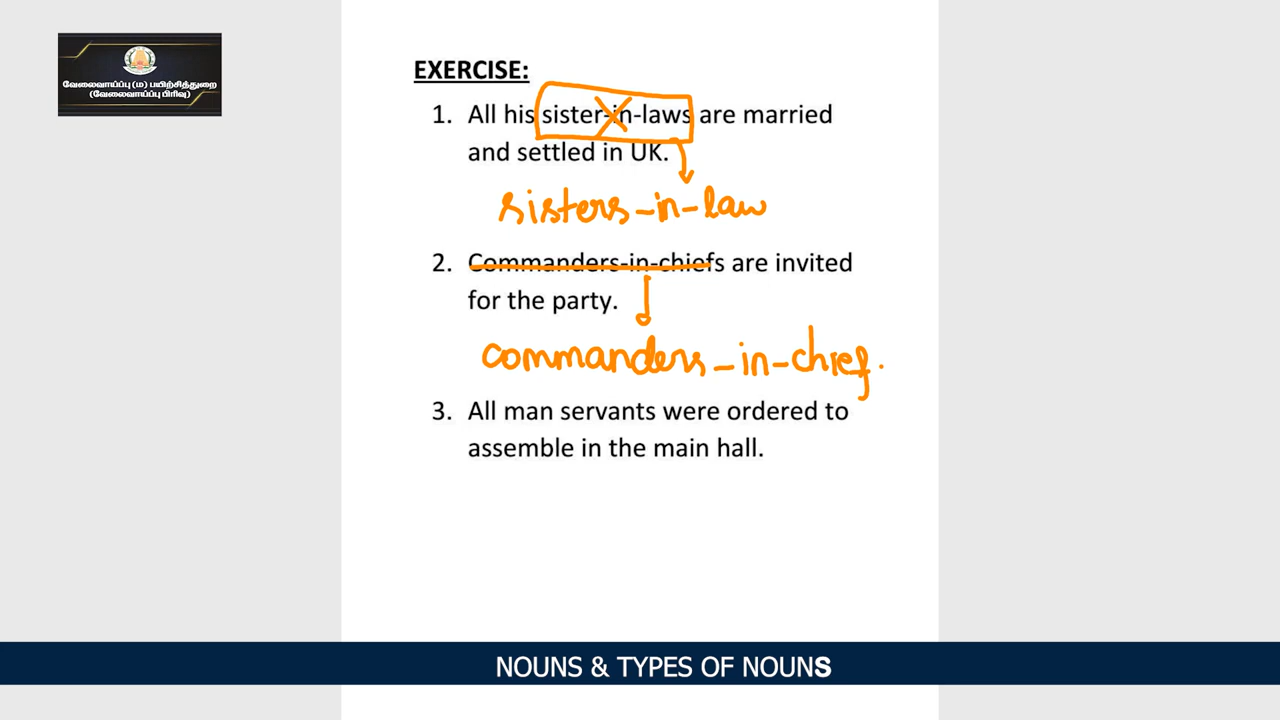 வேலைவாய்ப்பு (ம) பயிற்சித்துறை
(வேலைவாய்ப்பு பிரிவு)
EXERCISE:
1. All his sister-in-laws are married
and settled in UK.
sisters-in-law
2. Commanders-in-chiefs are invited
for the party.
commanders-in-chief.
3. All man servants were ordered to
assemble in the main hall.
NOUNS & TYPES OF NOUNS